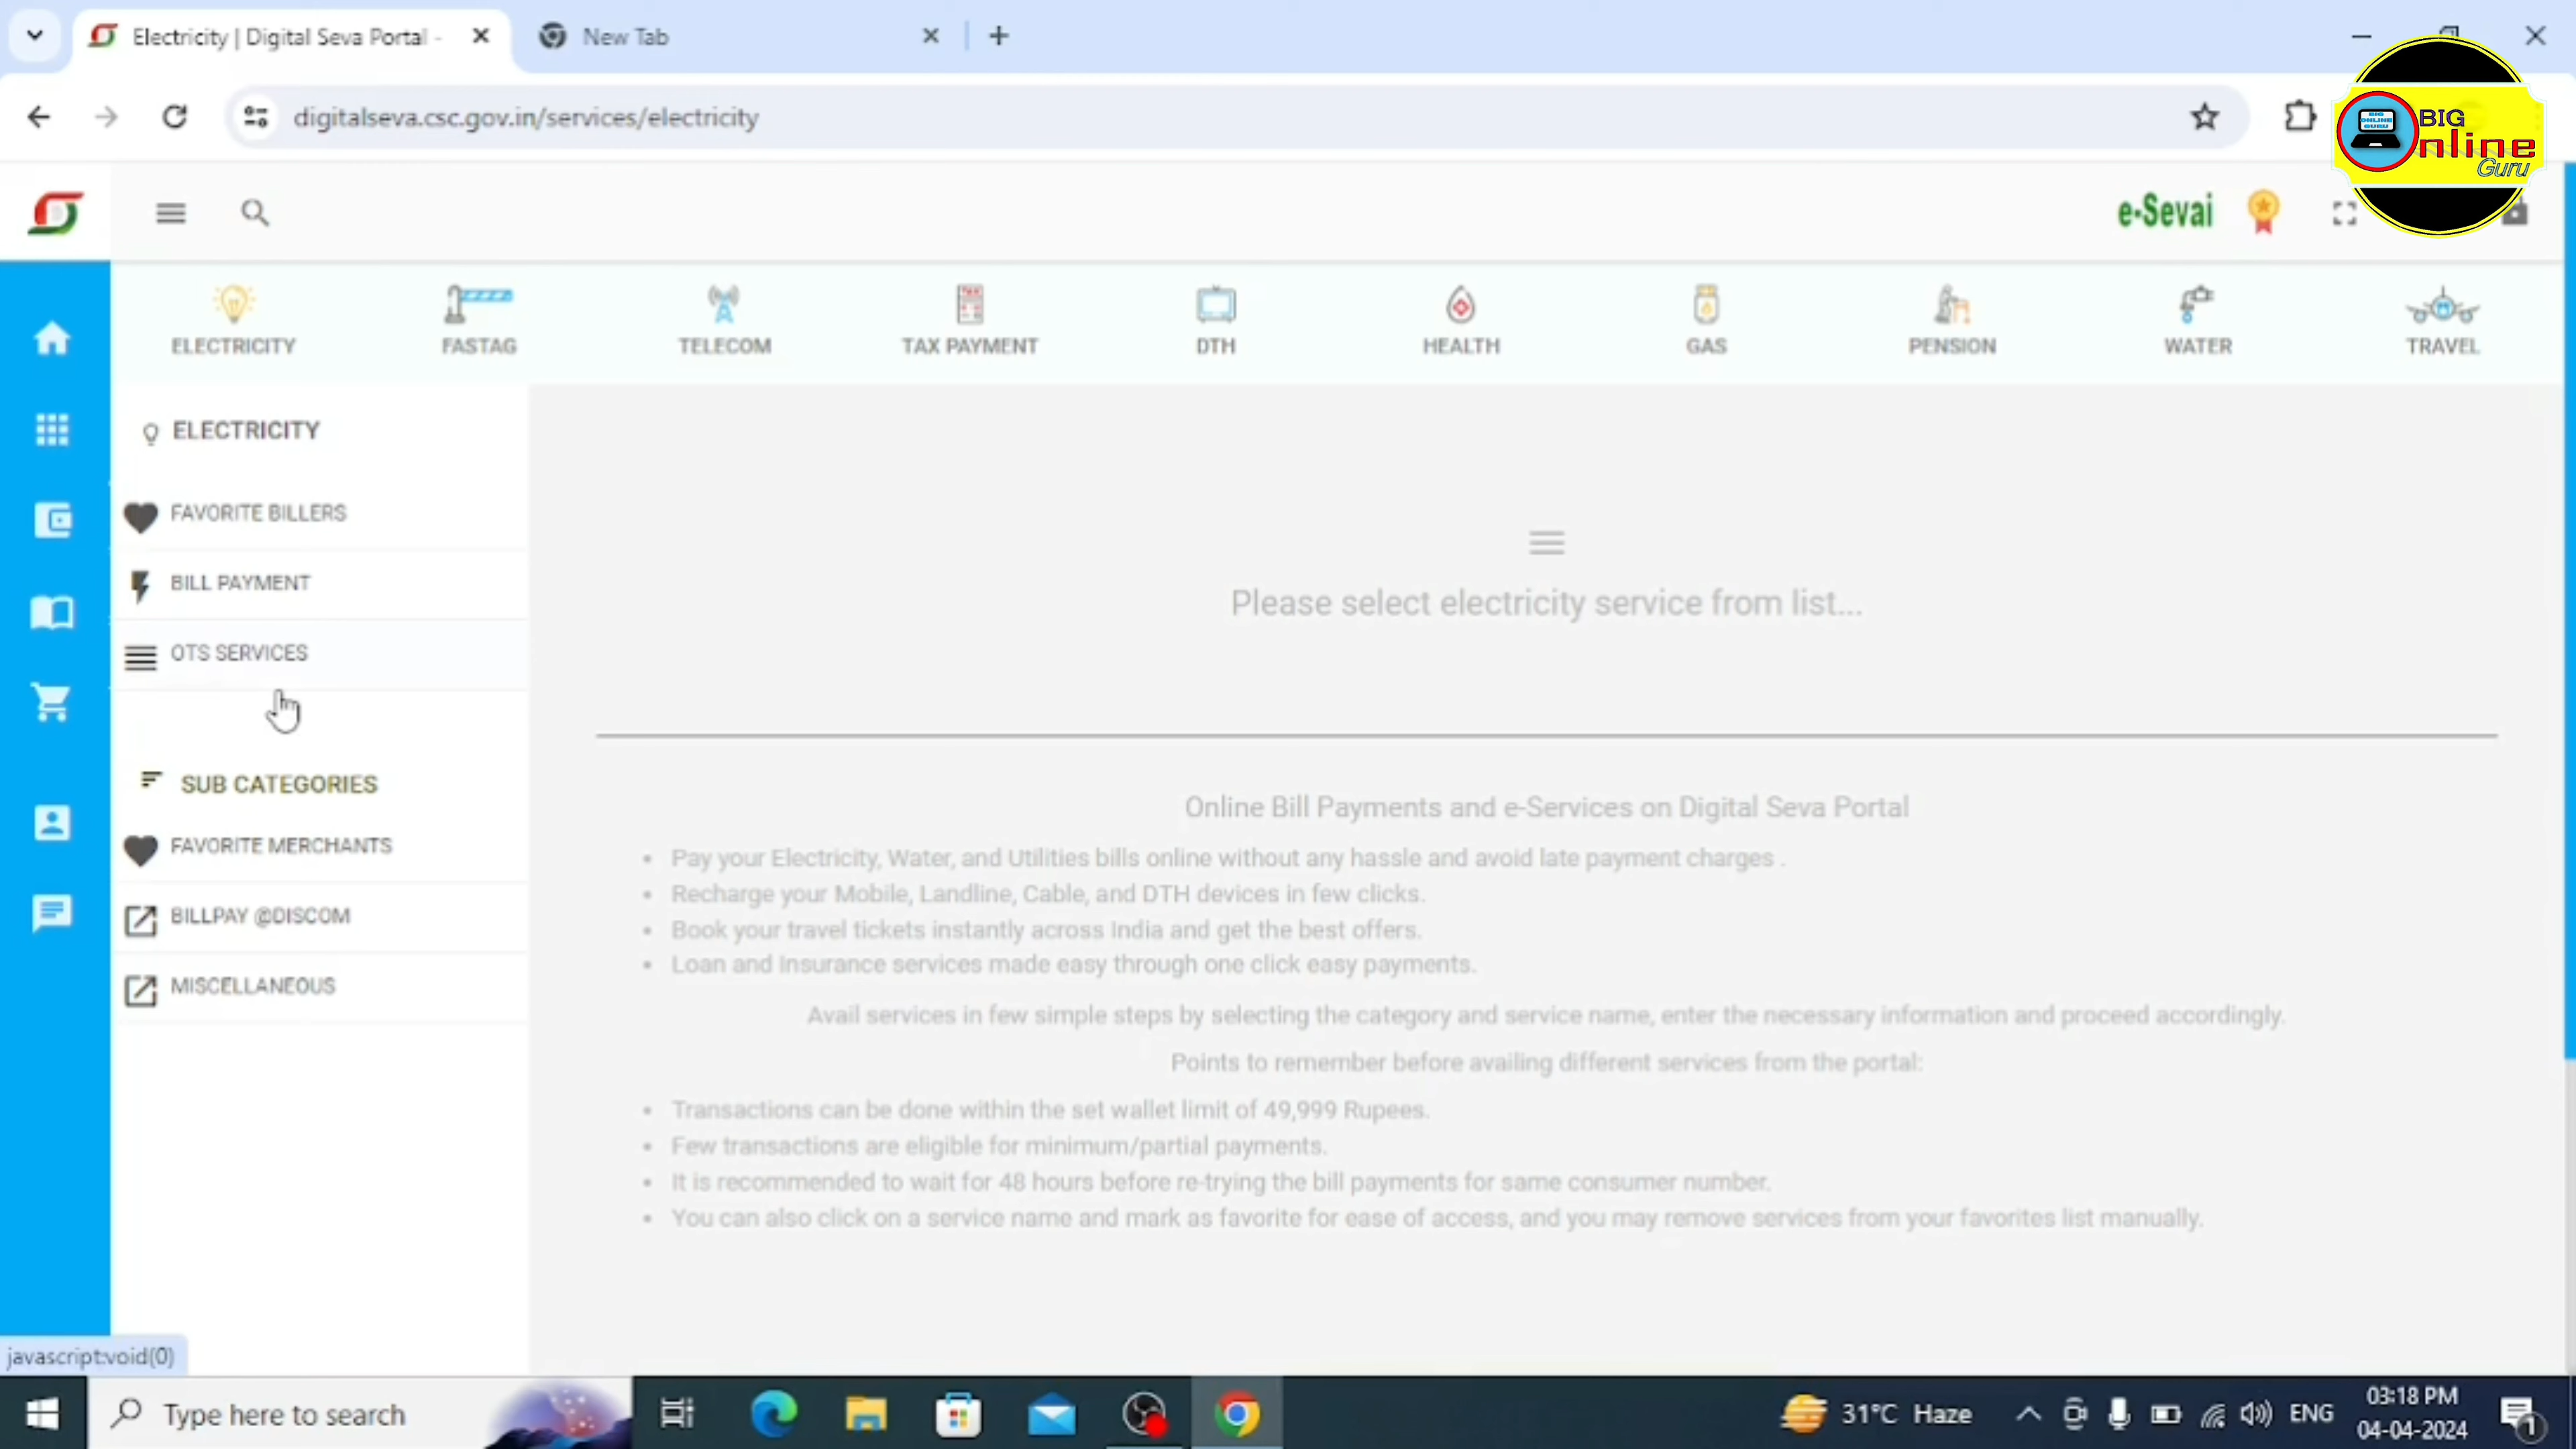 Electricity | Digital Seva Portal -
New Tab
digitalseva.csc.gov.in/services/electricity
BIG
Online
Guru
e-Sevai
ELECTRICITY
FASTAG
TELECOM
TAX PAYMENT
DTH
HEALTH
GAS
PENSION
WATER
TRAVEL
ELECTRICITY
FAVORITE BILLERS
BILL PAYMENT
OTS SERVICES
SUB CATEGORIES
FAVORITE MERCHANTS
BILLPAY @DISCOM
MISCELLANEOUS
Please select electricity service from list...
Online Bill Payments and e-Services on Digital Seva Portal
• Pay your Electricity, Water, and Utilities bills online without any hassle and avoid late payment charges .
• Recharge your Mobile, Landline, Cable, and DTH devices in few clicks.
• Book your travel tickets instantly across India and get the best offers.
• Loan and Insurance services made easy through one click easy payments.
Avail services in few simple steps by selecting the category and service name, enter the necessary information and proceed accordingly.
Points to remember before availing different services from the portal:
• Transactions can be done within the set wallet limit of 49,999 Rupees.
• Few transactions are eligible for minimum/partial payments.
• It is recommended to wait for 48 hours before re-trying the bill payments for same consumer number.
• You can also click on a service name and mark as favorite for ease of access, and you may remove services from your favorites list manually.
javascript:void(0)
Type here to search
31°C Haze
ENG
03:18 PM
04-04-2024
1